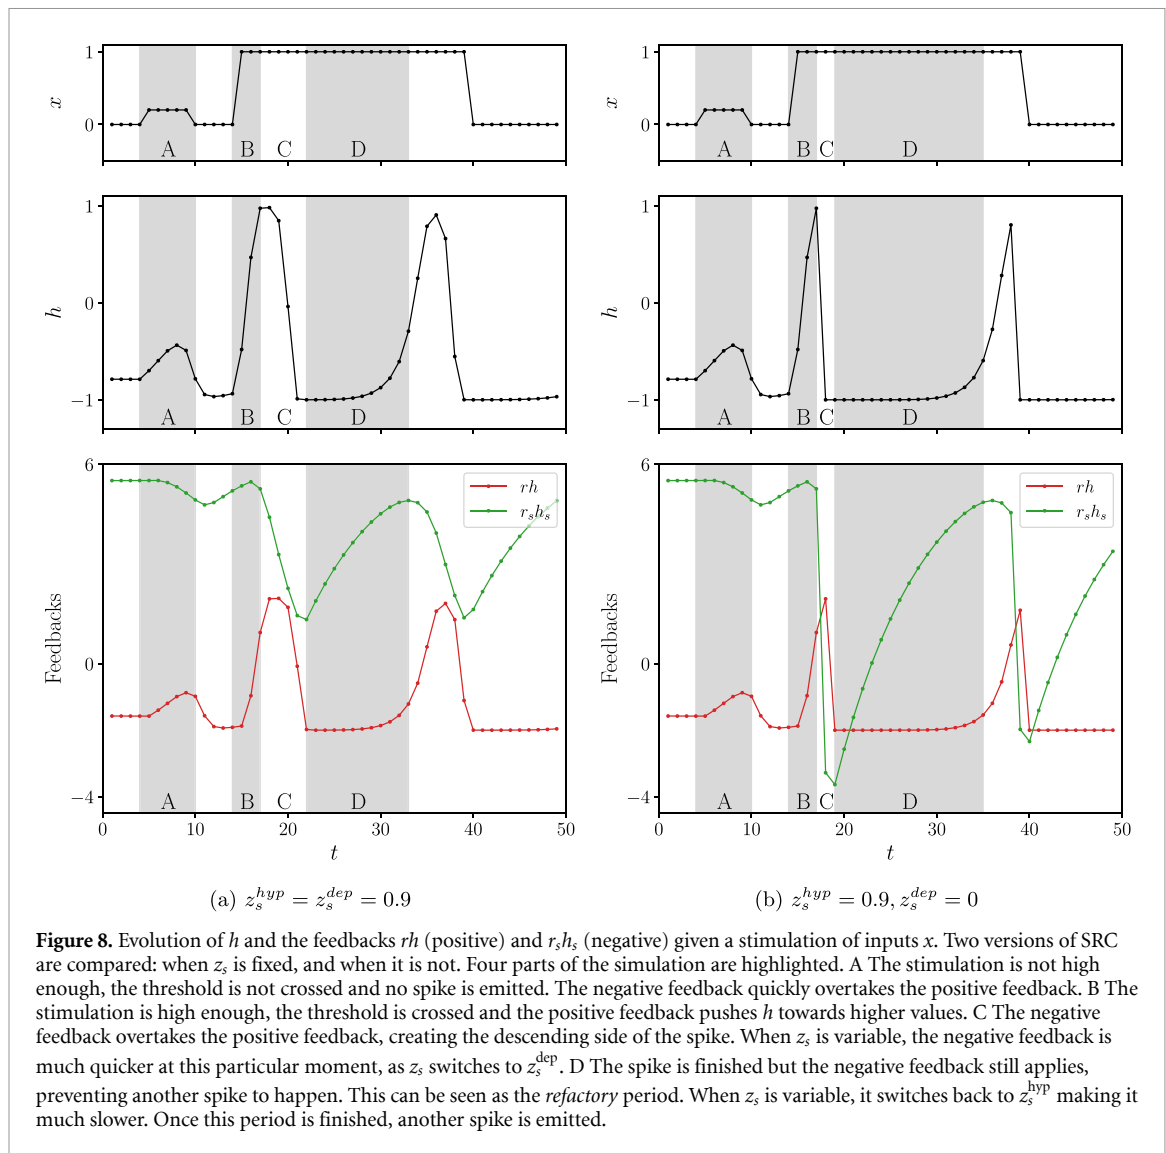 1
0
x
A
B
C
D
1
0
x
A
B
C
D
1
0
−1
h
A
B
C
D
1
0
−1
h
A
B
C
D
6
0
−4
Feedbacks
rh
r_s h_s
A
B
C
D
0
10
20
30
40
50
t
6
0
−4
Feedbacks
rh
r_s h_s
A
B
C
D
0
10
20
30
40
50
t
(a) z_s^{hyp} = z_s^{dep} = 0.9
(b) z_s^{hyp} = 0.9, z_s^{dep} = 0
Figure 8. Evolution of h and the feedbacks rh (positive) and r_s h_s (negative) given a stimulation of inputs x. Two versions of SRC
are compared: when z_s is fixed, and when it is not. Four parts of the simulation are highlighted. A The stimulation is not high
enough, the threshold is not crossed and no spike is emitted. The negative feedback quickly overtakes the positive feedback. B The
stimulation is high enough, the threshold is crossed and the positive feedback pushes h towards higher values. C The negative
feedback overtakes the positive feedback, creating the descending side of the spike. When z_s is variable, the negative feedback is
much quicker at this particular moment, as z_s switches to z_s^{dep}. D The spike is finished but the negative feedback still applies,
preventing another spike to happen. This can be seen as the refactory period. When z_s is variable, it switches back to z_s^{hyp} making it
much slower. Once this period is finished, another spike is emitted.